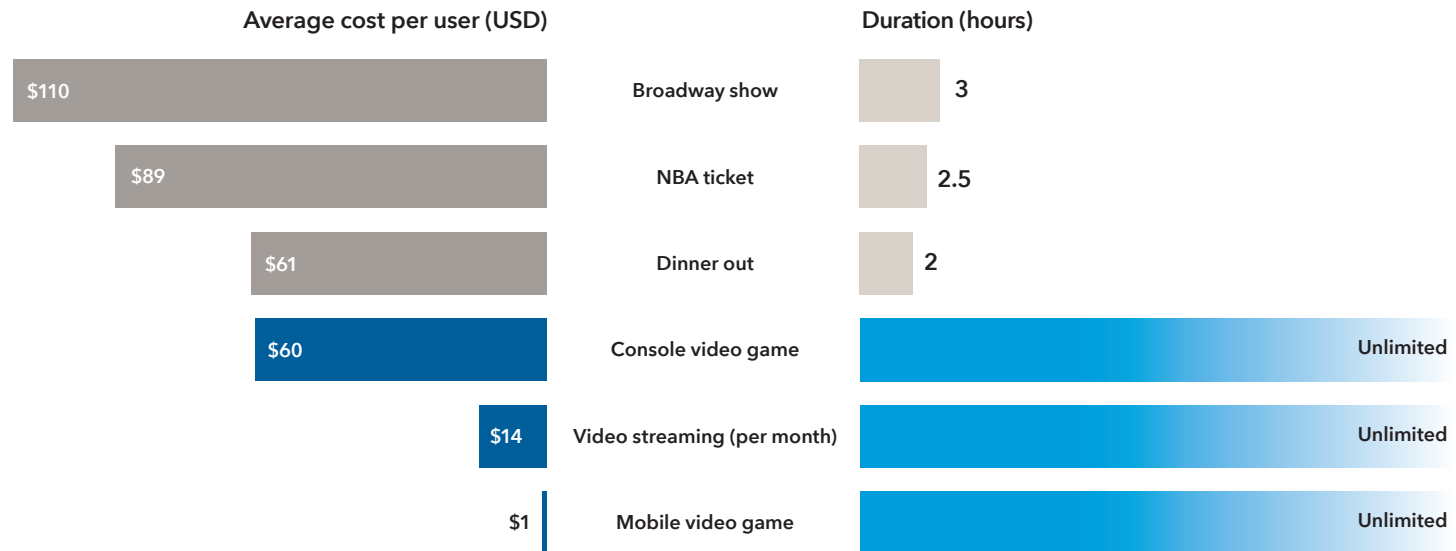 Average cost per user (USD) Duration (hours)
$110 Broadway show 3
$89 NBA ticket 2.5
$61 Dinner out 2
$60 Console video game Unlimited
$14 Video streaming (per month) Unlimited
$1 Mobile video game Unlimited